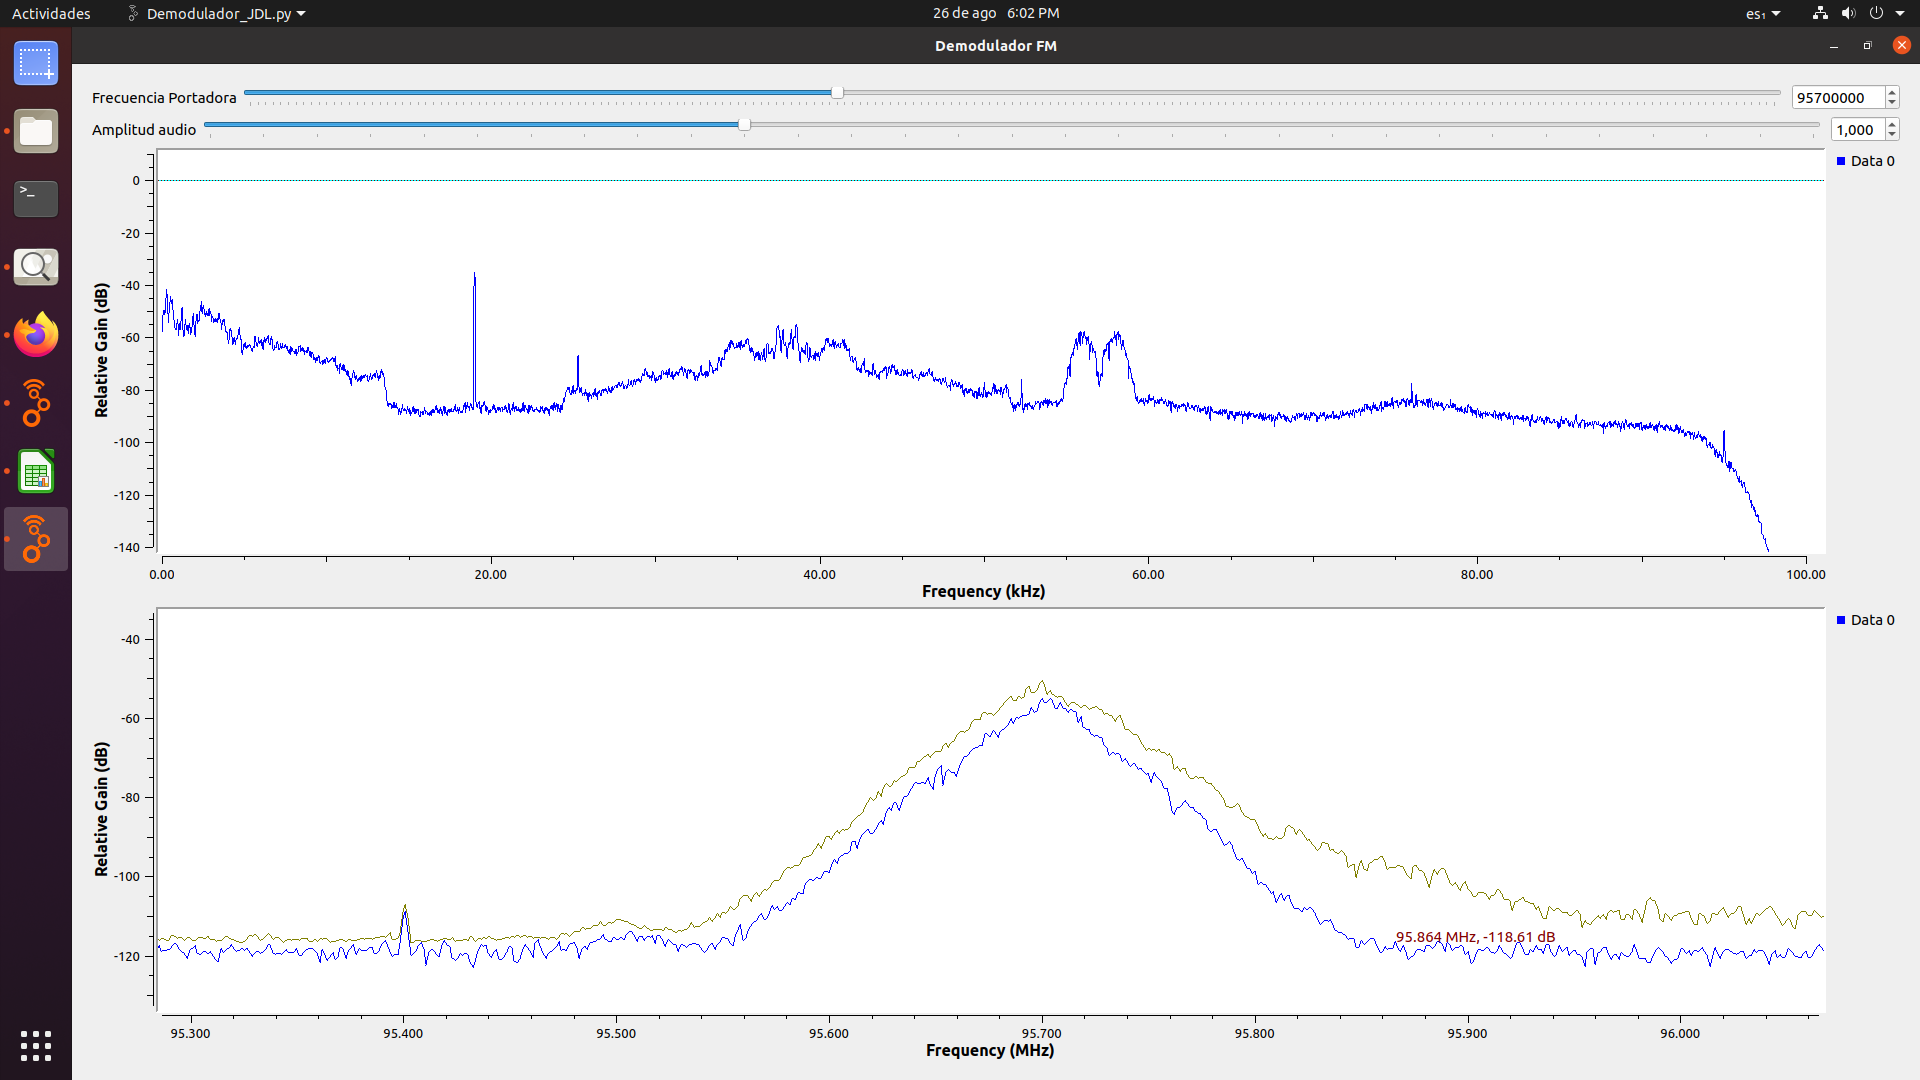 Actividades Demodulador_JDL.py 26 de ago 6:02 PM es₁
Demodulador FM
Frecuencia Portadora 95700000
Amplitud audio 1,000
Data 0
Relative Gain (dB)
0
-20
-40
-60
-80
-100
-120
-140
0.00 20.00 40.00 60.00 80.00 100.00
Frequency (kHz)
Data 0
Relative Gain (dB)
-40
-60
-80
-100
-120
95.864 MHz, -118.61 dB
95.300 95.400 95.500 95.600 95.700 95.800 95.900 96.000
Frequency (MHz)